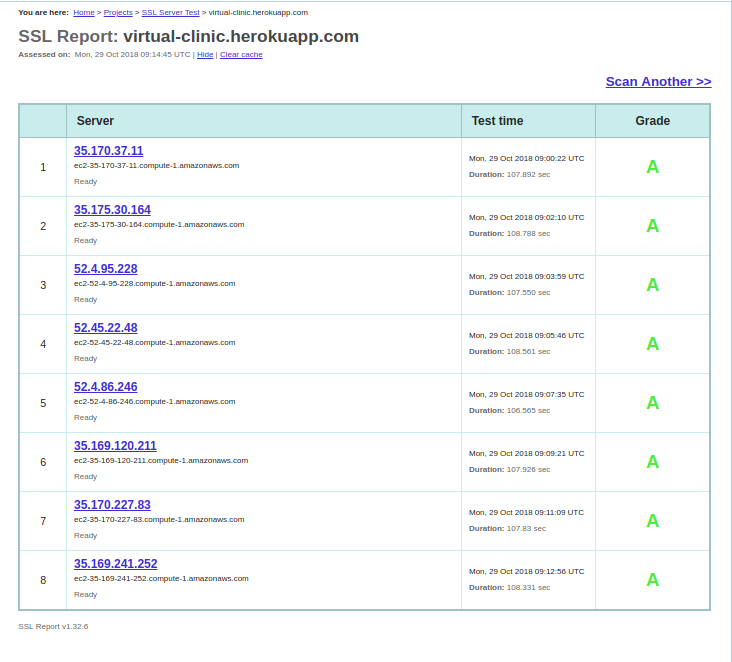 You are here: Home > Projects > SSL Server Test > virtual-clinic.herokuapp.com
SSL Report: virtual-clinic.herokuapp.com
Assessed on: Mon, 29 Oct 2018 09:14:45 UTC | Hide | Clear cache
Scan Another >>
Server Test time Grade
35.170.37.11
ec2-35-170-37-11.compute-1.amazonaws.com
Ready
1
Mon, 29 Oct 2018 09:00:22 UTC
Duration: 107.892 sec
A
35.175.30.164
ec2-35-175-30-164.compute-1.amazonaws.com
Ready
2
Mon, 29 Oct 2018 09:02:10 UTC
Duration: 108.788 sec
A
52.4.95.228
ec2-52-4-95-228.compute-1.amazonaws.com
Ready
3
Mon, 29 Oct 2018 09:03:59 UTC
Duration: 107.550 sec
A
52.45.22.48
ec2-52-45-22-48.compute-1.amazonaws.com
Ready
4
Mon, 29 Oct 2018 09:05:46 UTC
Duration: 108.561 sec
A
52.4.86.246
ec2-52-4-86-246.compute-1.amazonaws.com
Ready
5
Mon, 29 Oct 2018 09:07:35 UTC
Duration: 106.565 sec
A
35.169.120.211
ec2-35-169-120-211.compute-1.amazonaws.com
Ready
6
Mon, 29 Oct 2018 09:09:21 UTC
Duration: 107.926 sec
A
35.170.227.83
ec2-35-170-227-83.compute-1.amazonaws.com
Ready
7
Mon, 29 Oct 2018 09:11:09 UTC
Duration: 107.83 sec
A
35.169.241.252
ec2-35-169-241-252.compute-1.amazonaws.com
Ready
8
Mon, 29 Oct 2018 09:12:56 UTC
Duration: 108.331 sec
A
SSL Report v1.32.6